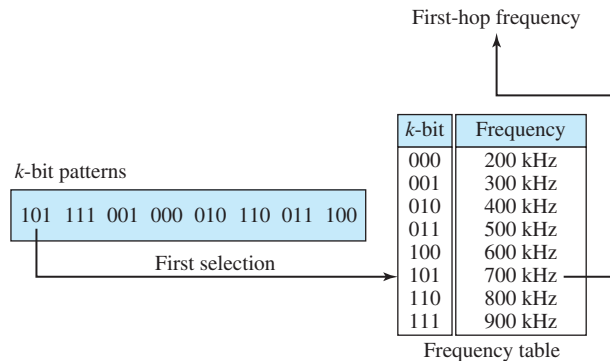 First-hop frequency
k-bit patterns
101 111 001 000 010 110 011 100
First selection
k-bit Frequency
000 200 kHz
001 300 kHz
010 400 kHz
011 500 kHz
100 600 kHz
101 700 kHz
110 800 kHz
111 900 kHz
Frequency table